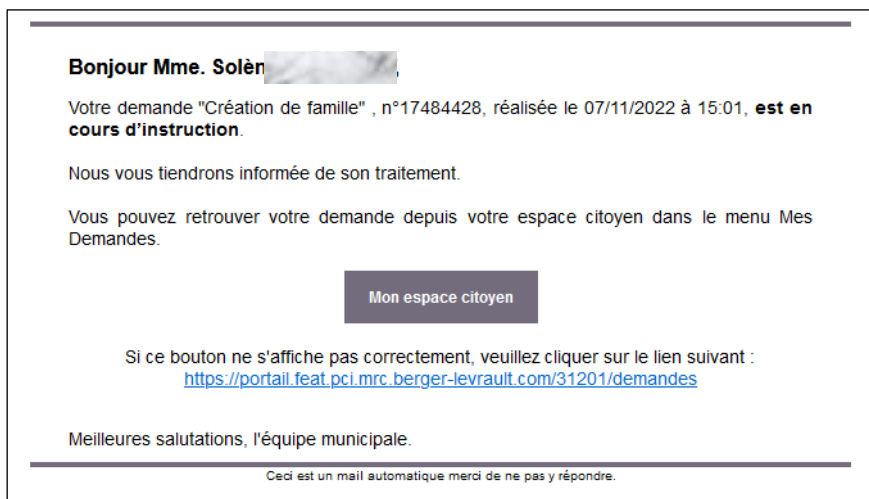 Bonjour Mme. Solèn ,
Votre demande "Création de famille" , n°17484428, réalisée le 07/11/2022 à 15:01, est en
cours d'instruction.
Nous vous tiendrons informée de son traitement.
Vous pouvez retrouver votre demande depuis votre espace citoyen dans le menu Mes
Demandes.
Mon espace citoyen
Si ce bouton ne s'affiche pas correctement, veuillez cliquer sur le lien suivant :
https://portail.feat.pci.mrc.berger-levrault.com/31201/demandes
Meilleures salutations, l'équipe municipale.
Ceci est un mail automatique merci de ne pas y répondre.